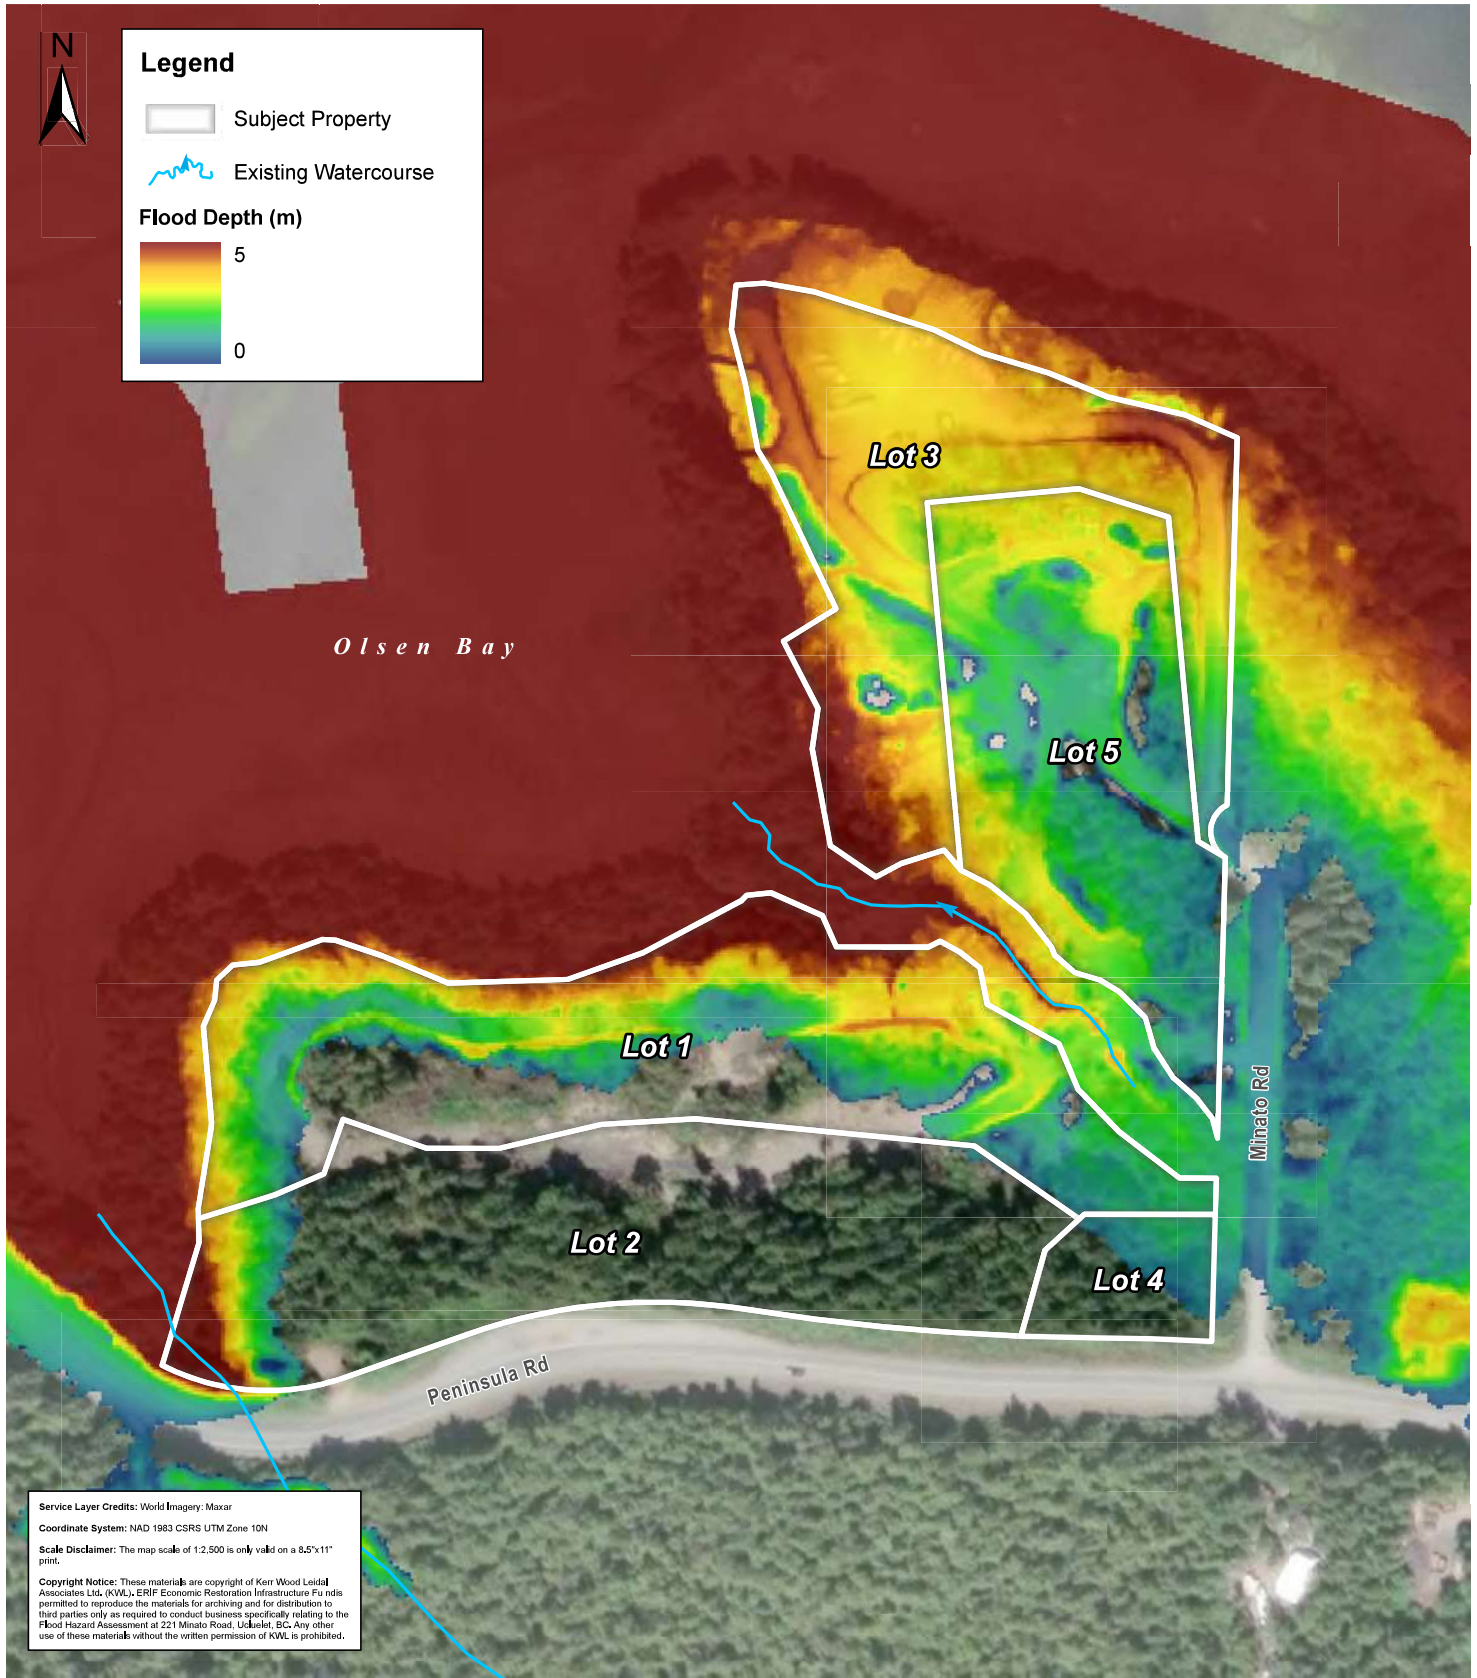 N
Legend
Subject Property
Existing Watercourse
Flood Depth (m)
5
0
Lot 3
Olsen Bay
Lot 5
Lot 1
Minato Rd
Lot 2
Lot 4
Peninsula Rd
Service Layer Credits: World Imagery: Maxar
Coordinate System: NAD 1983 CSRS UTM Zone 10N
Scale Disclaimer: The map scale of 1:2,500 is only valid on a 8.5"x11"
print.
Copyright Notice: These materials are copyright of Kerr Wood Leidal
Associates Ltd. (KWL). ERIF Economic Restoration Infrastructure Fu ndis
permitted to reproduce the materials for archiving and for distribution to
third parties only as required to conduct business specifically relating to the
Flood Hazard Assessment at 221 Minato Road, Ucluelet, BC. Any other
use of these materials without the written permission of KWL is prohibited.